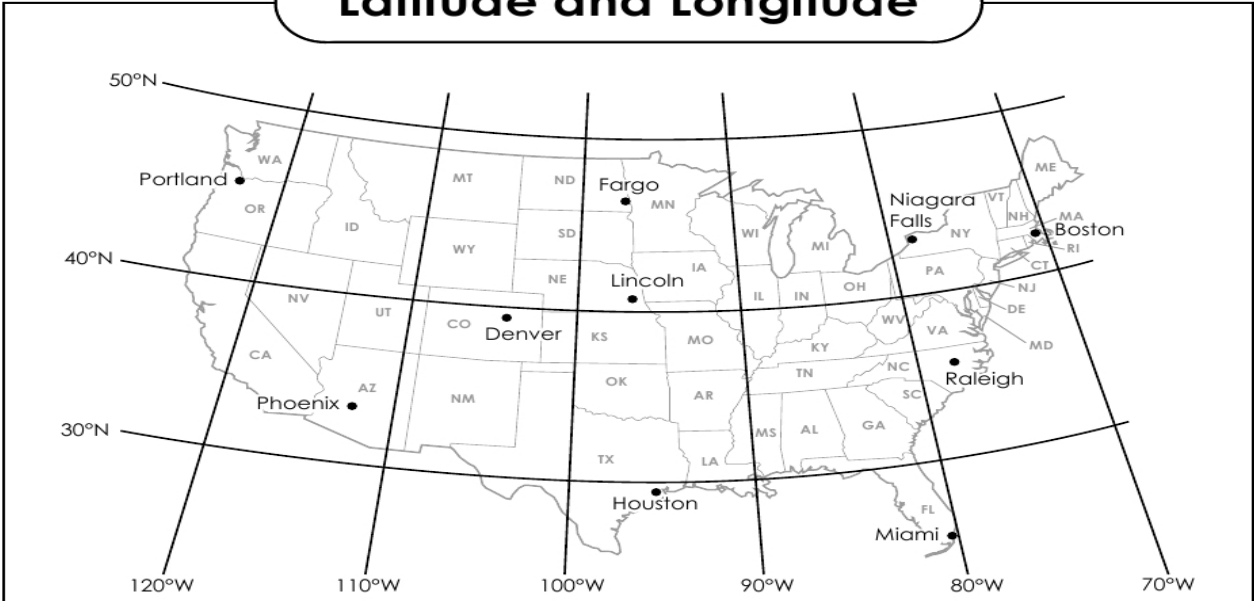 Latitude and Longitude
50°N
WA
ME
MT
ND
Portland
Fargo
MN
VT
Niagara
Falls
OR
ID
SD
WI
MI
NY
NH
MA
Boston
WY
RI
40°N
NE
IA
PA
CT
Lincoln
NV
UT
CO
IL
IN
OH
NJ
DE
Denver
KS
MO
WV
VA
MD
CA
KY
TN
NC
Raleigh
AZ
OK
AR
SC
Phoenix
NM
30°N
MS
AL
GA
TX
LA
Houston
FL
Miami
120°W
110°W
100°W
90°W
80°W
70°W